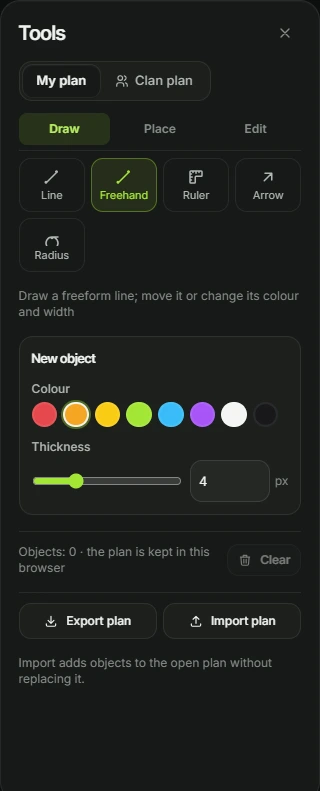 Tools
My plan
Clan plan
Draw
Place
Edit
Line
Freehand
Ruler
Arrow
Radius
Draw a freeform line; move it or change its colour
and width
New object
Colour
Thickness
4
px
Objects: 0 · the plan is kept in this
browser
Clear
Export plan
Import plan
Import adds objects to the open plan without
replacing it.